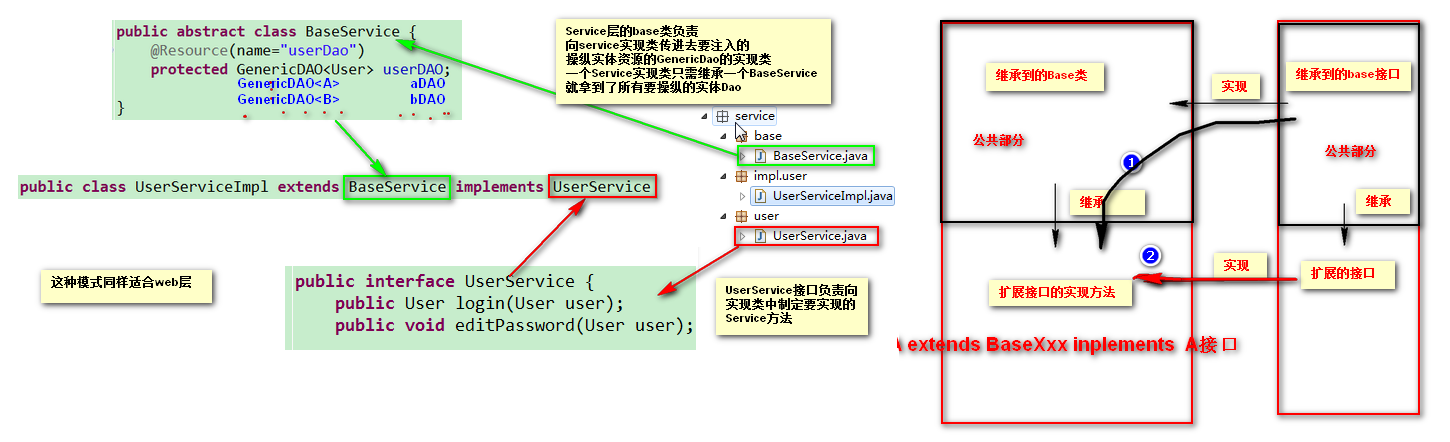 public abstract class BaseService {
@Resource(name="userDao")
protected GenericDAO<User> userDAO;
GenericDAO<A> aDAO
GenericDAO<B> bDAO
}
Service层的base类负责
向service实现类传进去要注入的
操纵实体资源的GenericDao的实现类
一个Service实现类只需继承一个BaseService
就拿到了所有要操纵的实体Dao
service
base
BaseService.java
impl.user
UserServiceImpl.java
user
UserService.java
public class UserServiceImpl extends BaseService implements UserService
这种模式同样适合web层
public interface UserService {
public User login(User user);
public void editPassword(User user);
UserService接口负责向
实现类中制定要实现的
Service方法
继承到的Base类
实现
继承到的base接口
公共部分
公共部分
1
继承
继承
2
实现
扩展的接口
扩展接口的实现方法
A extends BaseXxx inplements A接口